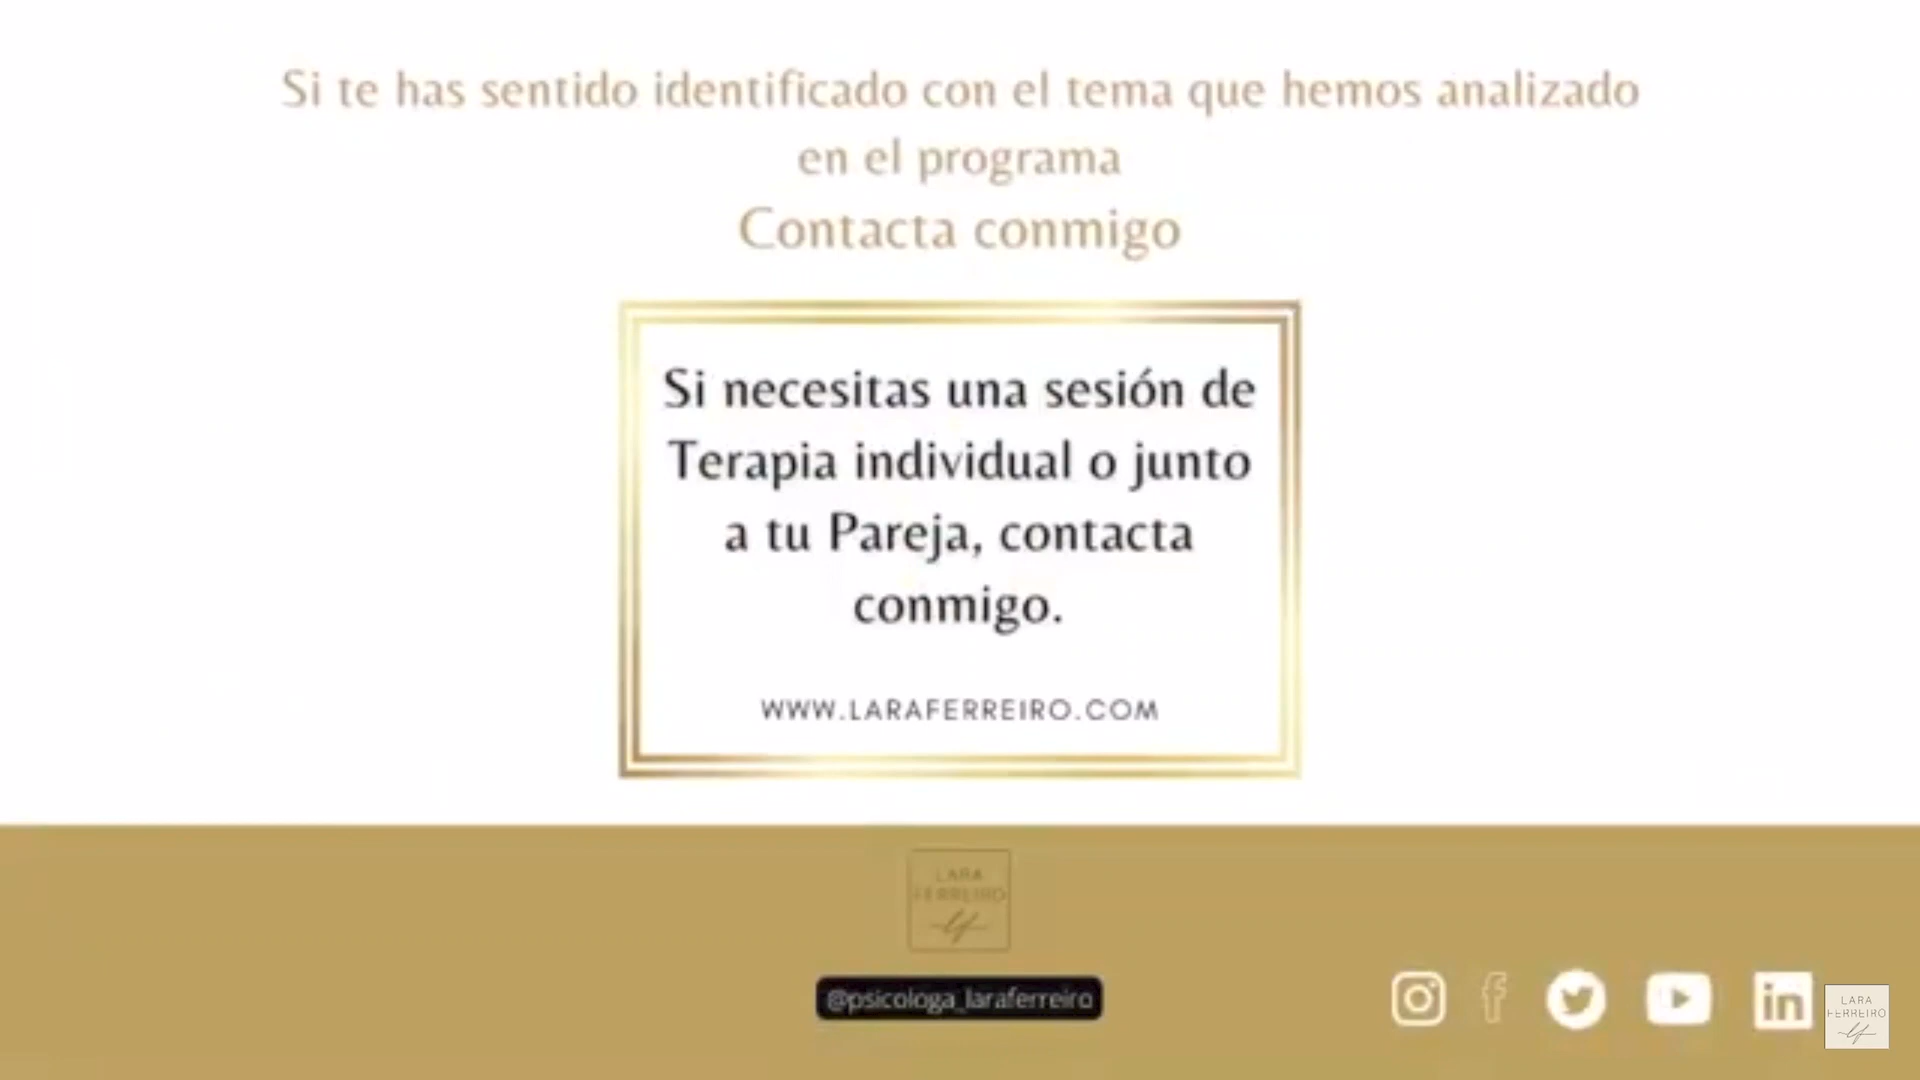 Si te has sentido identificado con el tema que hemos analizado
en el programa
Contacta conmigo
Si necesitas una sesión de
Terapia individual o junto
a tu Pareja, contacta
conmigo.
WWW.LARAFERREIRO.COM
LARA
FERREIRO
@psicologa_laraferreiro
LARA
FERREIRO